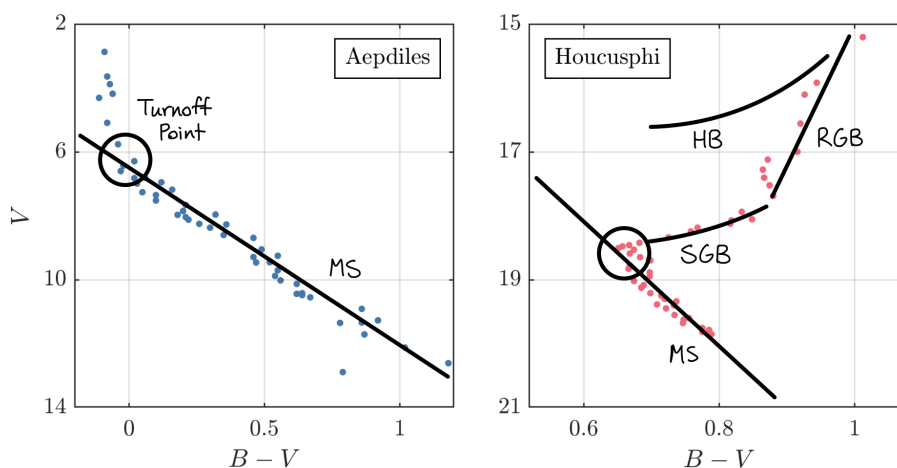 Aepdiles
Turnoff
Point
MS
2
6
10
14
V
0
0.5
1
B − V
Houcusphi
HB
RGB
SGB
MS
15
17
19
21
0.6
0.8
1
B − V